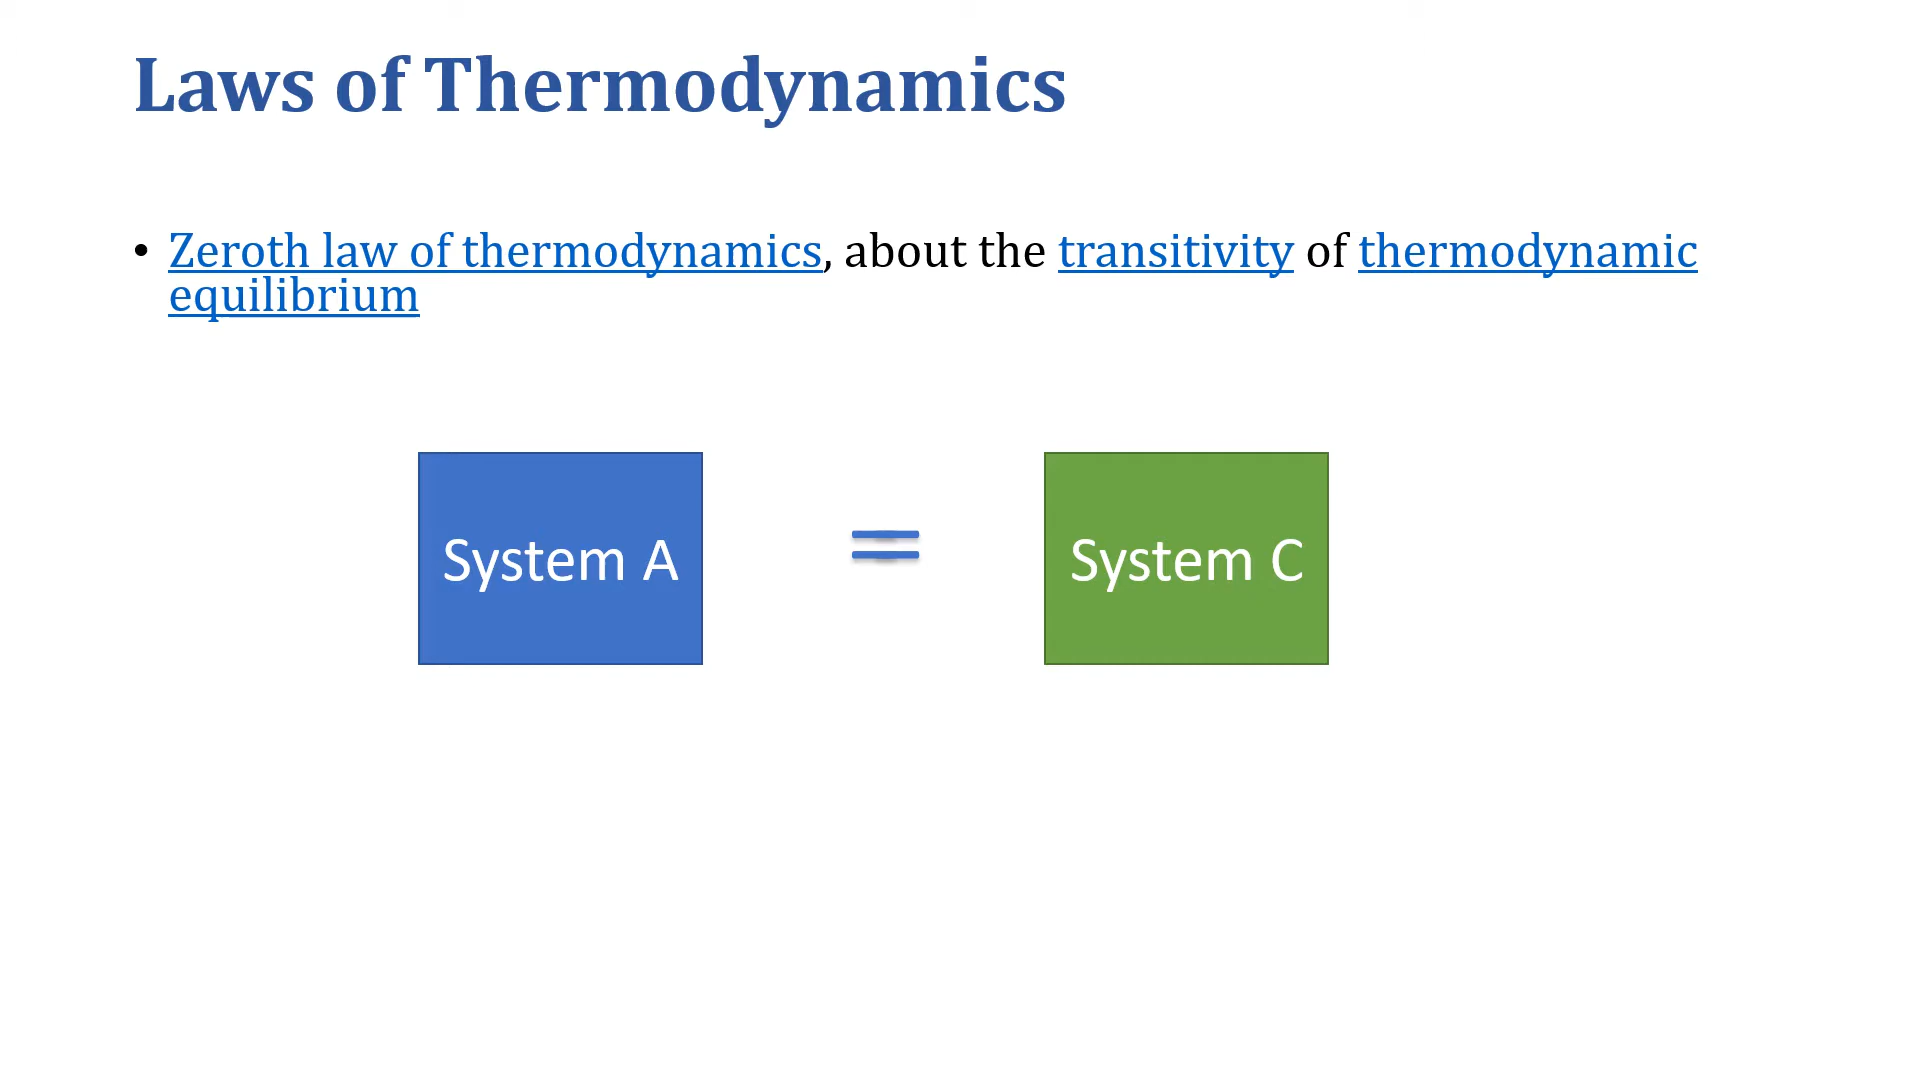 Laws of Thermodynamics
• Zeroth law of thermodynamics, about the transitivity of thermodynamic
equilibrium
System A = System C